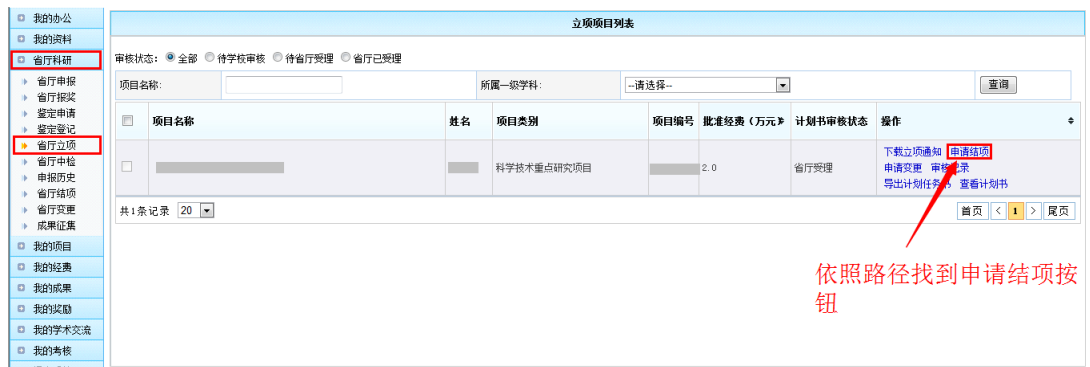 我的办公
我的资料
省厅科研
省厅申报
省厅报奖
鉴定申请
鉴定登记
省厅立项
省厅中检
申报历史
省厅结项
省厅变更
成果征集
我的项目
我的经费
我的成果
我的奖励
我的学术交流
我的考核
立项项目列表
审核状态: 全部 待学校审核 待省厅受理 省厅已受理
项目名称: 所属一级学科: --请选择-- 查询
项目名称 姓名 项目类别 项目编号 批准经费（万元 计划书审核状态 操作
科学技术重点研究项目 2.0 省厅受理
下载立项通知 申请结项
申请变更 审核记录
导出计划任务书 查看计划书
共1条记录 20 首页 < 1 > 尾页
依照路径找到申请结项按
钮